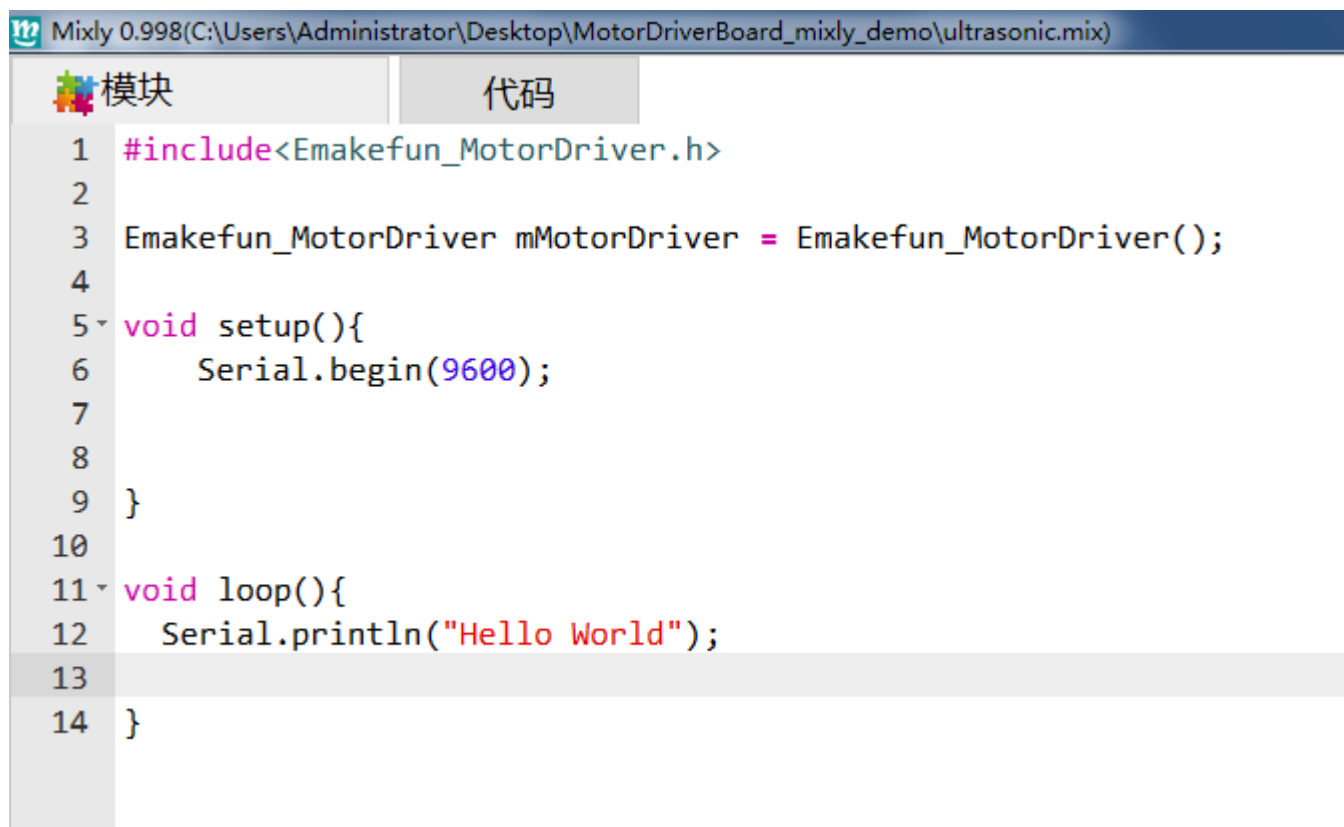 Mixly 0.998(C:\Users\Administrator\Desktop\MotorDriverBoard_mixly_demo\ultrasonic.mix)
模块 代码
1 #include<Emakefun_MotorDriver.h>
2
3 Emakefun_MotorDriver mMotorDriver = Emakefun_MotorDriver();
4
5 void setup(){
6 Serial.begin(9600);
7
8
9 }
10
11 void loop(){
12 Serial.println("Hello World");
13
14 }